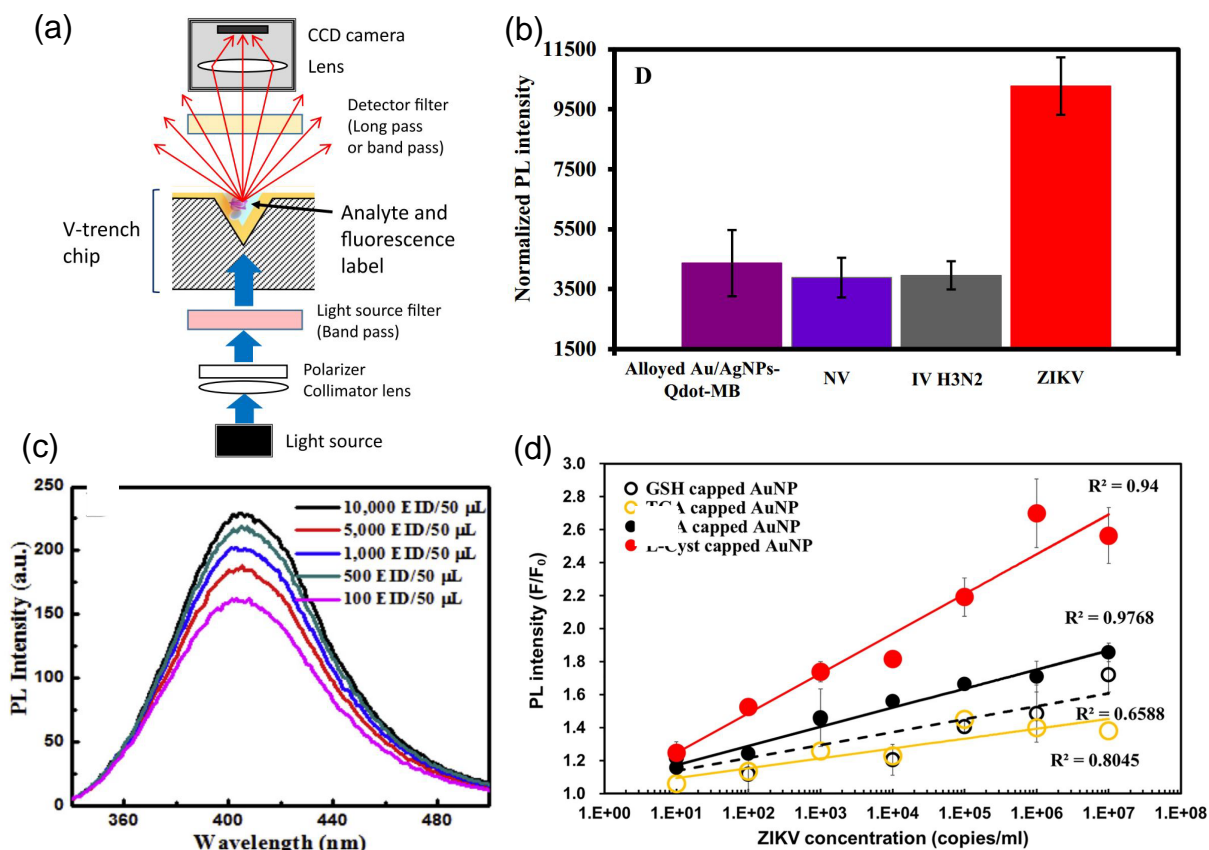 (a)
CCD camera
Lens
Detector filter
(Long pass
or band pass)
V-trench
chip
Analyte and
fluorescence
label
Light source filter
(Band pass)
Polarizer
Collimator lens
Light source
(b)
D
Normalized PL intensity
11500
9500
7500
5500
3500
1500
Alloyed Au/AgNPs-
Qdot-MB
NV
IV H3N2
ZIKV
(c)
PL Intensity (a.u.)
250
200
150
100
50
0
10,000 EID/50 µL
5,000 EID/50 µL
1,000 EID/50 µL
500 EID/50 µL
100 EID/50 µL
360
400
440
480
Wavelength (nm)
(d)
PL intensity (F/F₀)
3.0
2.8
2.6
2.4
2.2
2.0
1.8
1.6
1.4
1.2
1.0
GSH capped AuNP
capped AuNP
A capped AuNP
L-Cyst capped AuNP
R² = 0.94
R² = 0.9768
R² = 0.6588
R² = 0.8045
1.E+00
1.E+01
1.E+02
1.E+03
1.E+04
1.E+05
1.E+06
1.E+07
1.E+08
ZIKV concentration (copies/ml)